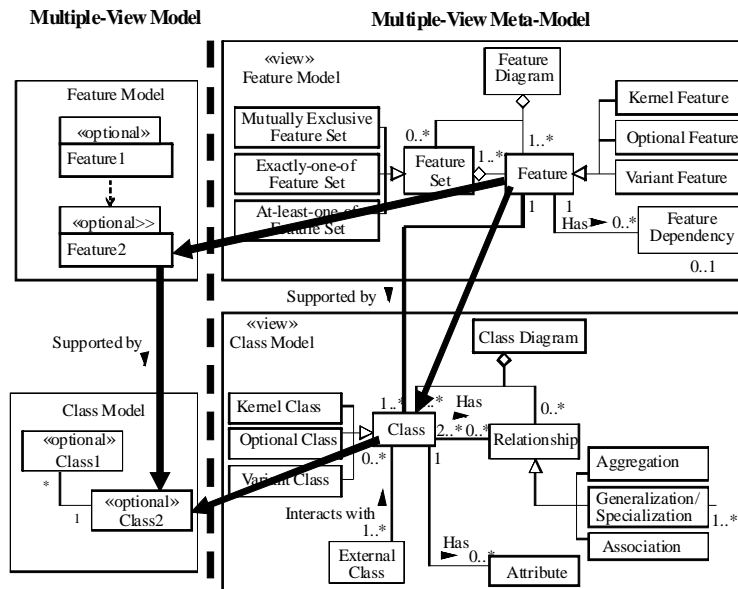 Multiple-View Model
Multiple-View Meta-Model
Feature Model
«optional»
Feature1
«optional>>
Feature2
Supported by
Class Model
«optional»
Class1
*
1
«optional»
Class2
«view»
Feature Model
Feature
Diagram
Mutually Exclusive
Feature Set
Exactly-one-of
Feature Set
At-least-one-of
Feature Set
0..*
1..*
1..*
Feature
Set
Feature
Kernel Feature
Optional Feature
Variant Feature
1
1
Has
0..*
Feature
Dependency
0..1
Supported by
«view»
Class Model
Class Diagram
Kernel Class
Optional Class
Variant Class
1..*
..*
Has
0..*
Class
2..*
0..*
Relationship
0..*
1
Interacts with
1..*
External
Class
Has
0..*
Attribute
Aggregation
Generalization/
Specialization
1..*
Association